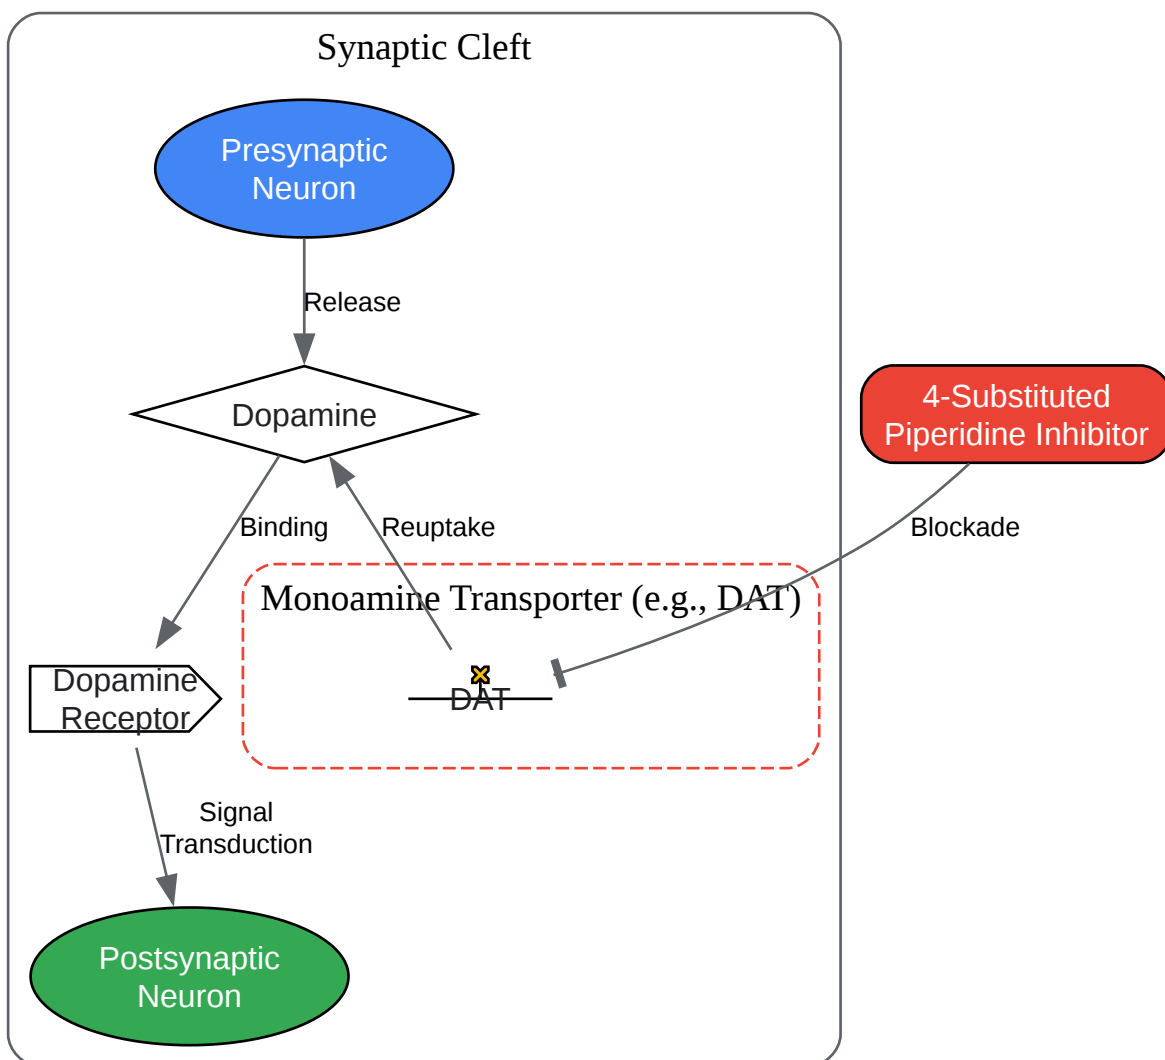 Synaptic Cleft
Presynaptic
Neuron
Release
Dopamine
4-Substituted
Piperidine Inhibitor
Binding
Reuptake
Blockade
Monoamine Transporter (e.g., DAT)
Dopamine
Receptor
DAT
Signal
Transduction
Postsynaptic
Neuron